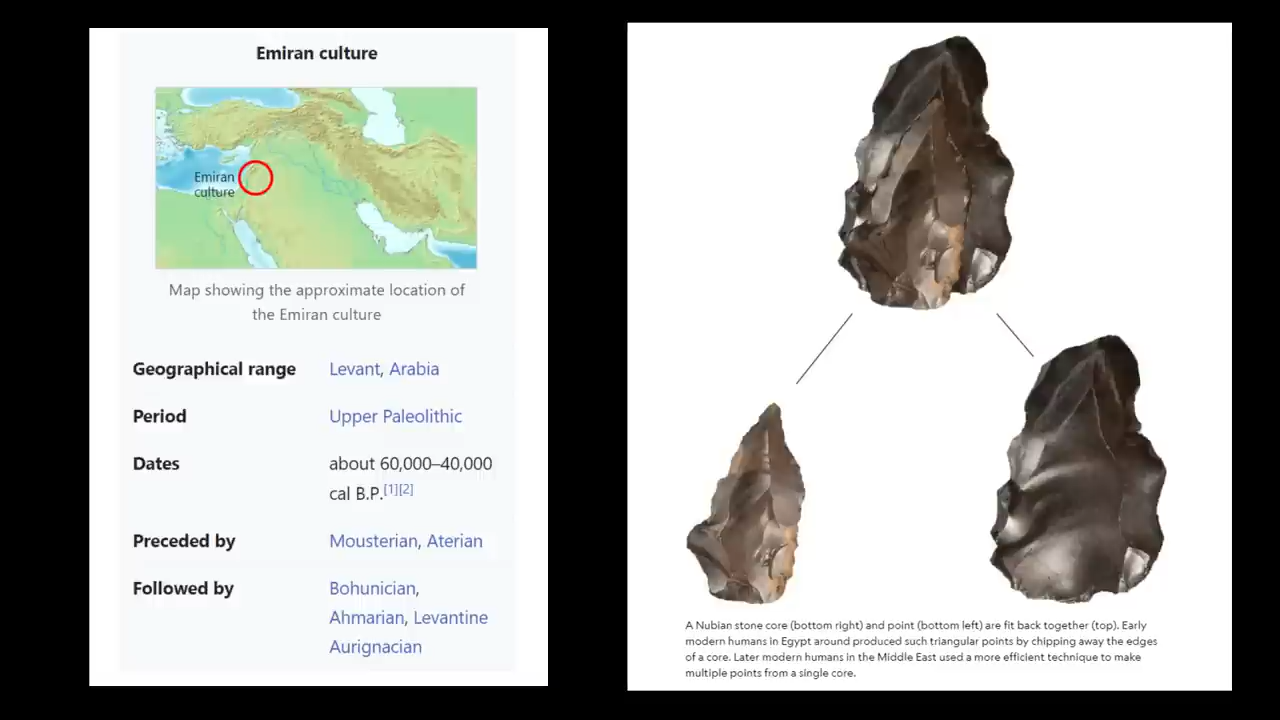 Emiran culture
Emiran
culture
Map showing the approximate location of
the Emiran culture
Geographical range Levant, Arabia
Period Upper Paleolithic
Dates about 60,000–40,000
cal B.P.[1][2]
Preceded by Mousterian, Aterian
Followed by Bohunician,
Ahmarian, Levantine
Aurignacian
A Nubian stone core (bottom right) and point (bottom left) are fit back together (top). Early
modern humans in Egypt around produced such triangular points by chipping away the edges
of a core. Later modern humans in the Middle East used a more efficient technique to make
multiple points from a single core.